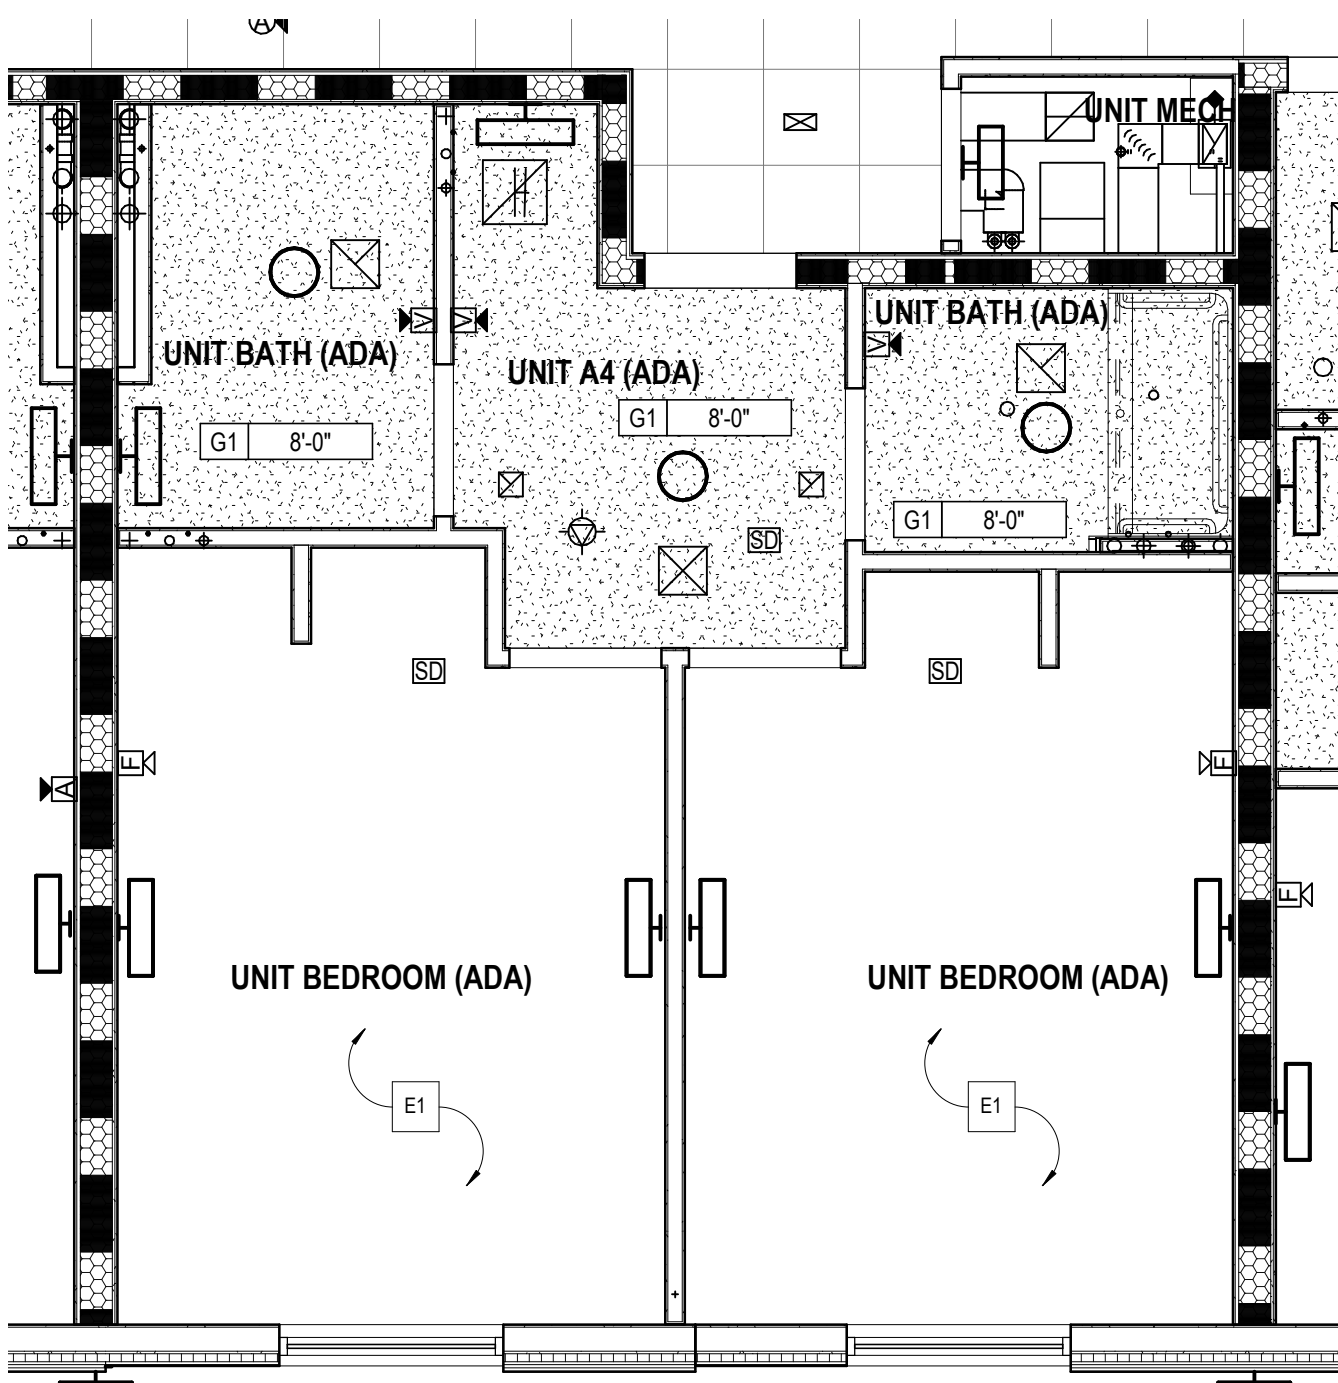 A
UNIT MECH
UNIT BATH (ADA)
V
V
V
UNIT BATH (ADA)
UNIT A4 (ADA)
G1 8'-0"
G1 8'-0"
G1 8'-0"
SD
SD
SD
F
F
A
F
UNIT BEDROOM (ADA)
UNIT BEDROOM (ADA)
E1
E1